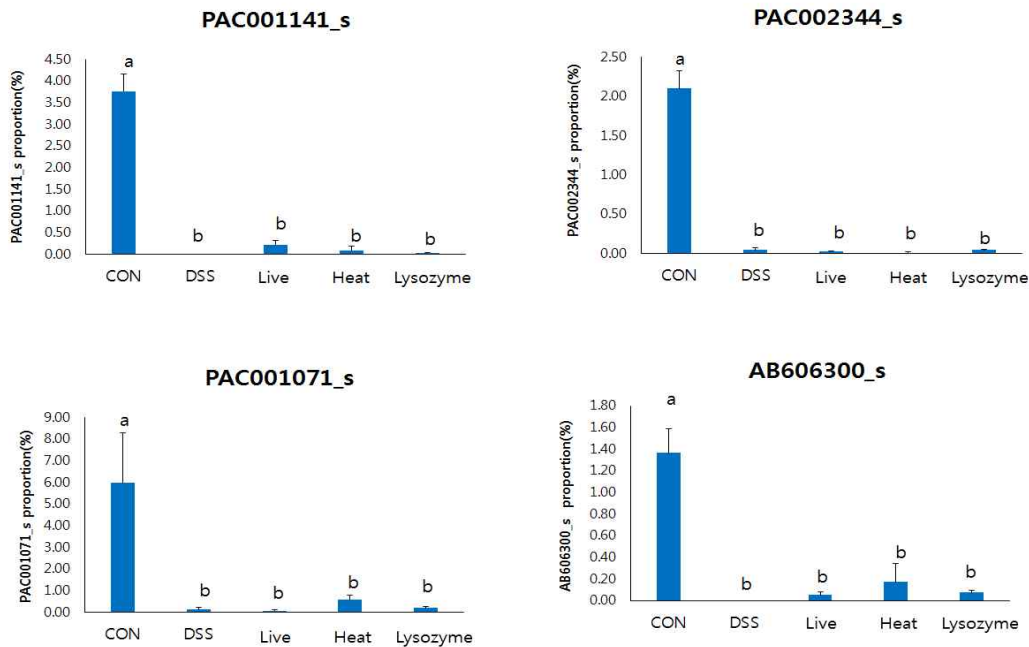 PAC001141_s
PAC001141_s proportion(%)
4.50
4.00
3.50
3.00
2.50
2.00
1.50
1.00
0.50
0.00
a
b
b
b
b
CON DSS Live Heat Lysozyme
PAC002344_s
PAC002344_s proportion(%)
2.50
2.00
1.50
1.00
0.50
0.00
a
b
b
b
b
CON DSS Live Heat Lysozyme
PAC001071_s
PAC001071_s proportion(%)
9.00
8.00
7.00
6.00
5.00
4.00
3.00
2.00
1.00
0.00
a
b
b
b
b
CON DSS Live Heat Lysozyme
AB606300_s
AB606300_s proportion(%)
1.80
1.60
1.40
1.20
1.00
0.80
0.60
0.40
0.20
0.00
a
b
b
b
b
CON DSS Live Heat Lysozyme